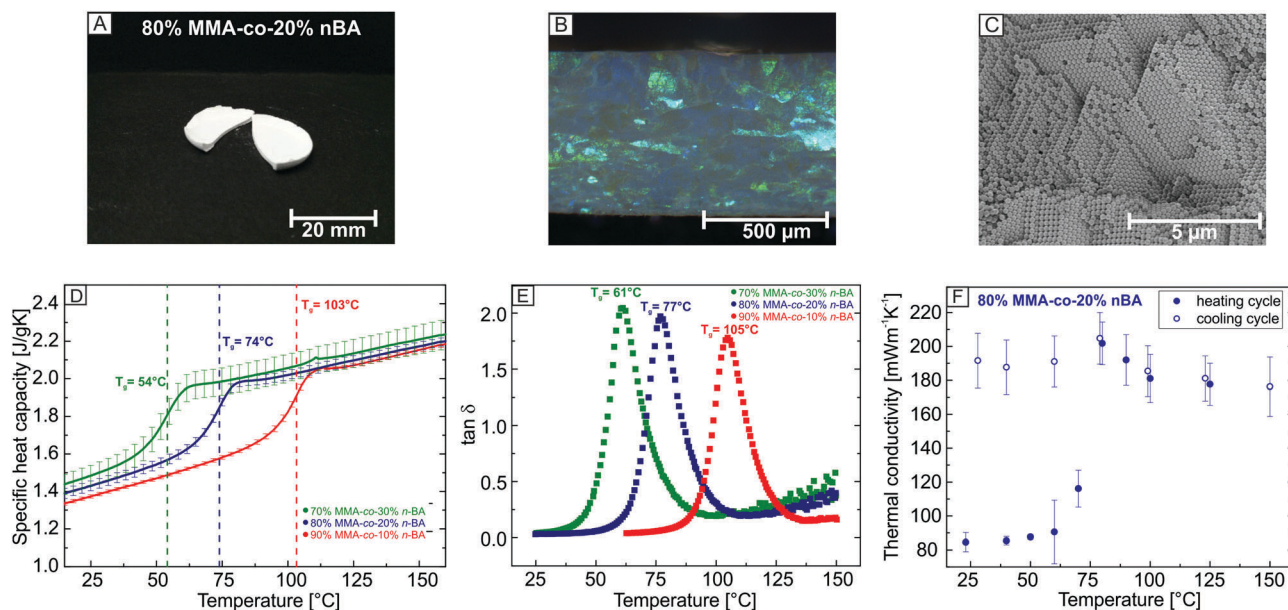 A
80% MMA-co-20% nBA
20 mm
B
500 µm
C
5 µm
D
Specific heat capacity [J/gK]
2.4
2.2
2.0
1.8
1.6
1.4
1.2
1.0
Tg= 103°C
Tg= 74°C
Tg= 54°C
70% MMA-co-30% n-BA
80% MMA-co-20% n-BA
90% MMA-co-10% n-BA
25 50 75 100 125 150
Temperature [°C]
E
tan δ
2.0
1.5
1.0
0.5
0.0
Tg= 61°C
Tg= 77°C
Tg= 105°C
70% MMA-co-30% n-BA
80% MMA-co-20% n-BA
90% MMA-co-10% n-BA
25 50 75 100 125 150
Temperature [°C]
F
80% MMA-co-20% nBA
heating cycle
cooling cycle
Thermal conductivity [mWm⁻¹K⁻¹]
220
200
180
160
140
120
100
80
25 50 75 100 125 150
Temperature [°C]